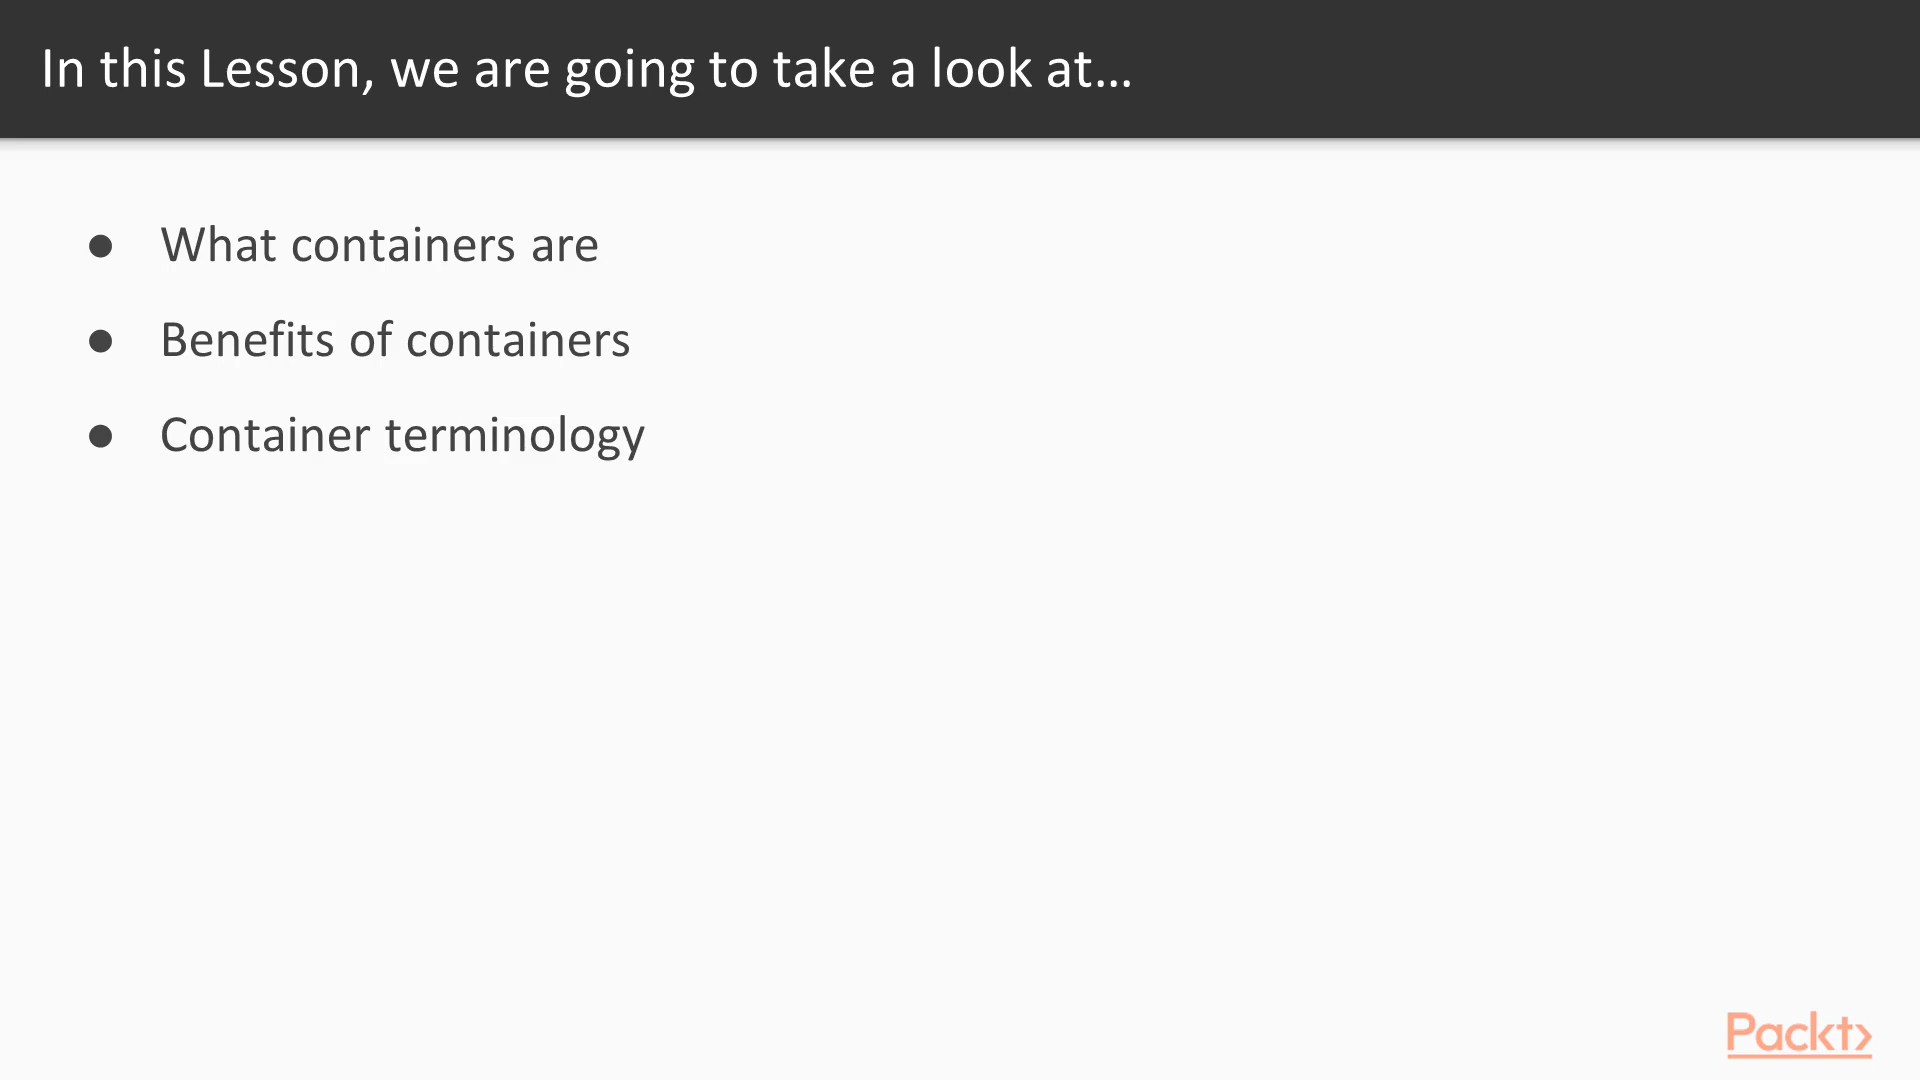 In this Lesson, we are going to take a look at...
● What containers are
● Benefits of containers
● Container terminology
Packt>